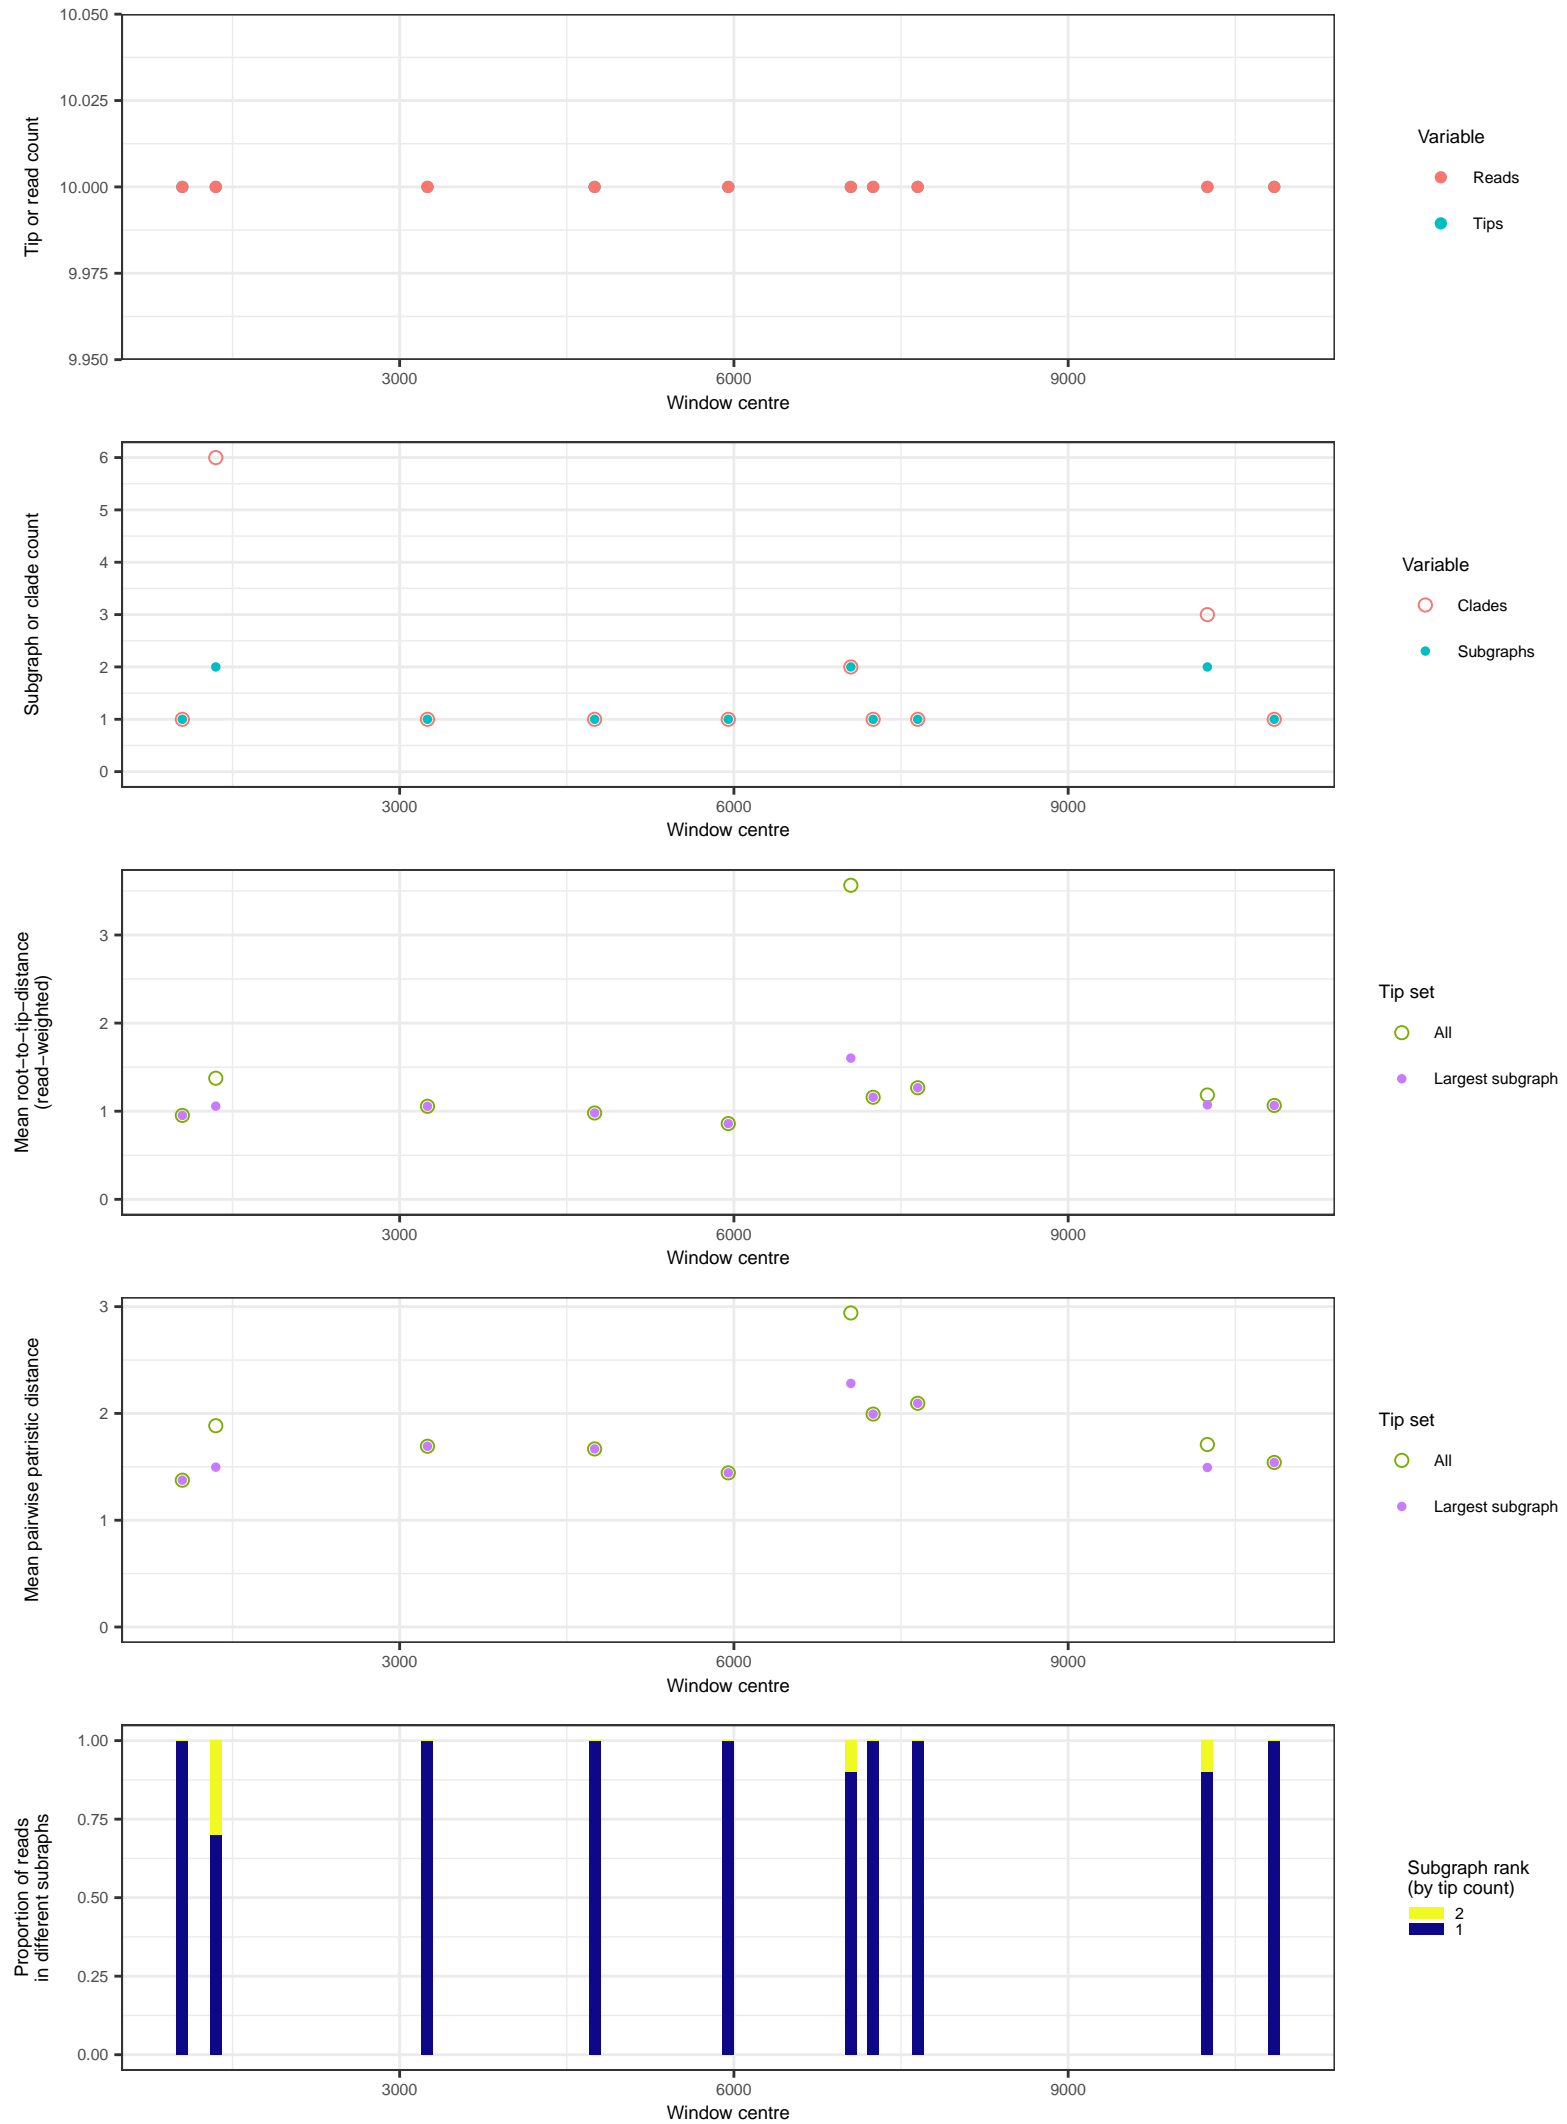 10.050
10.025
10.000
9.975
9.950
Tip or read count
3000 6000 9000
Window centre
Variable
Reads
Tips
6
5
4
3
2
1
0
Subgraph or clade count
3000 6000 9000
Window centre
Variable
Clades
Subgraphs
3
2
1
0
Mean root−to−tip−distance
(read−weighted)
3000 6000 9000
Window centre
Tip set
All
Largest subgraph
3
2
1
0
Mean pairwise patristic distance
3000 6000 9000
Window centre
Tip set
All
Largest subgraph
1.00
0.75
0.50
0.25
0.00
Proportion of reads
in different subraphs
3000 6000 9000
Window centre
Subgraph rank
(by tip count)
2
1